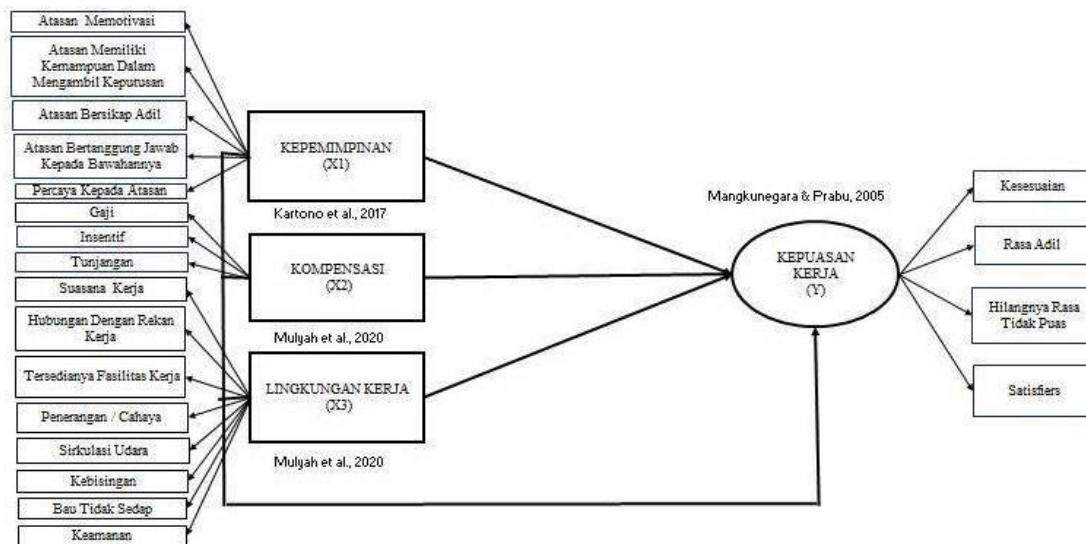 Atasan Memotivasi
Atasan Memiliki
Kemampuan Dalam
Mengambil Keputusan
Atasan Bersikap Adil
Atasan Bertanggung Jawab
Kepada Bawahannya
Percaya Kepada Atasan
Gaji
Insentif
Tunjangan
Suasana Kerja
Hubungan Dengan Rekan
Kerja
Tersedianya Fasilitas Kerja
Penerangan / Cahaya
Sirkulasi Udara
Kebisingan
Bau Tidak Sedap
Keamanan
KEPEMIMPINAN
(X1)
Kartono et al., 2017
KOMPENSASI
(X2)
Mulyah et al., 2020
LINGKUNGAN KERJA
(X3)
Mulyah et al., 2020
Mangkunegara & Prabu, 2005
KEPUASAN
KERJA
(Y)
Kesesuaian
Rasa Adil
Hilangnya Rasa
Tidak Puas
Satisfiers